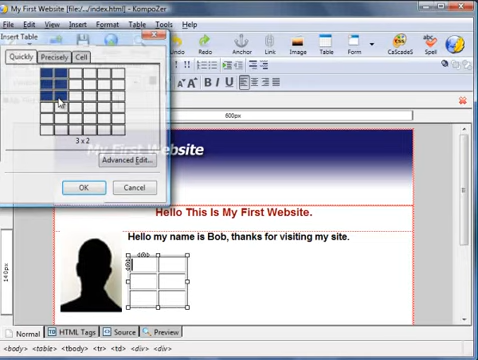 My First Website [file:/.../index.html] - KompoZer
File Edit View Insert Format Table Tools Help
Insert Table
Undo Redo Anchor Link Image Table Form CaScadeS Spell
Quickly Precisely Cell
A A B I U
600px
3 x 2
My First Website
Advanced Edit...
OK Cancel
Hello This Is My First Website.
Hello my name is Bob, thanks for visiting my site.
140px
Normal HTML Tags Source Preview
<body> <table> <tbody> <tr> <td> <div> <div>